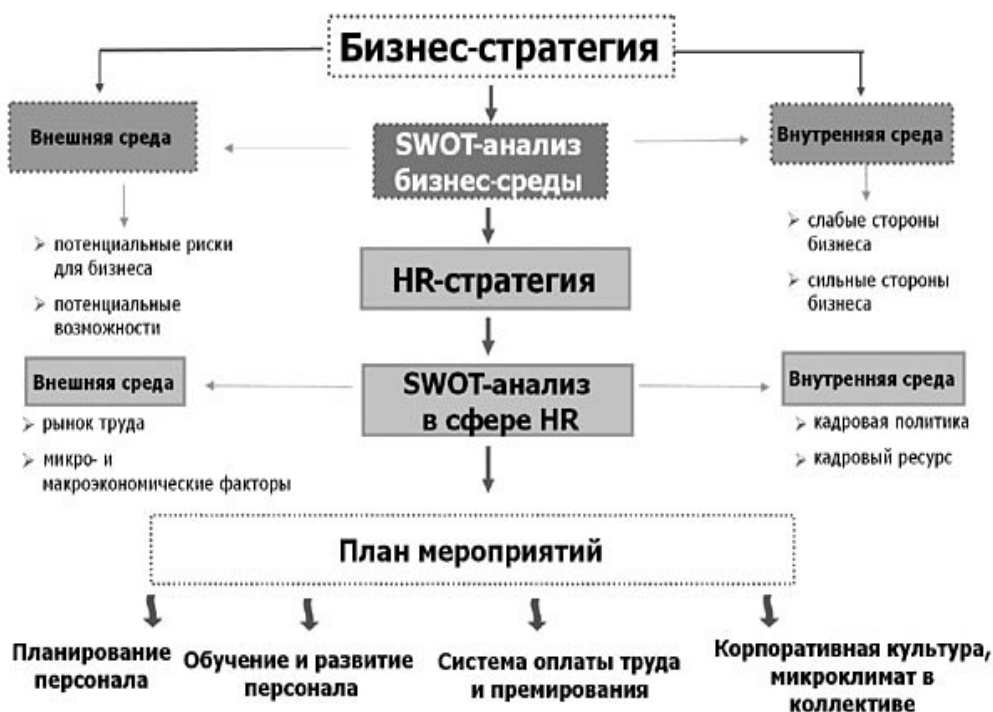 Бизнес-стратегия
Внешняя среда
SWOT-анализ
бизнес-среды
Внутренняя среда
потенциальные риски
для бизнеса
потенциальные
возможности
слабые стороны
бизнеса
сильные стороны
бизнеса
HR-стратегия
Внешняя среда
SWOT-анализ
в сфере HR
Внутренняя среда
рынок труда
микро- и
макроэкономические факторы
кадровая политика
кадровый ресурс
План мероприятий
Планирование
персонала
Обучение и развитие
персонала
Система оплаты труда
и премирования
Корпоративная культура,
микроклимат в
коллективе